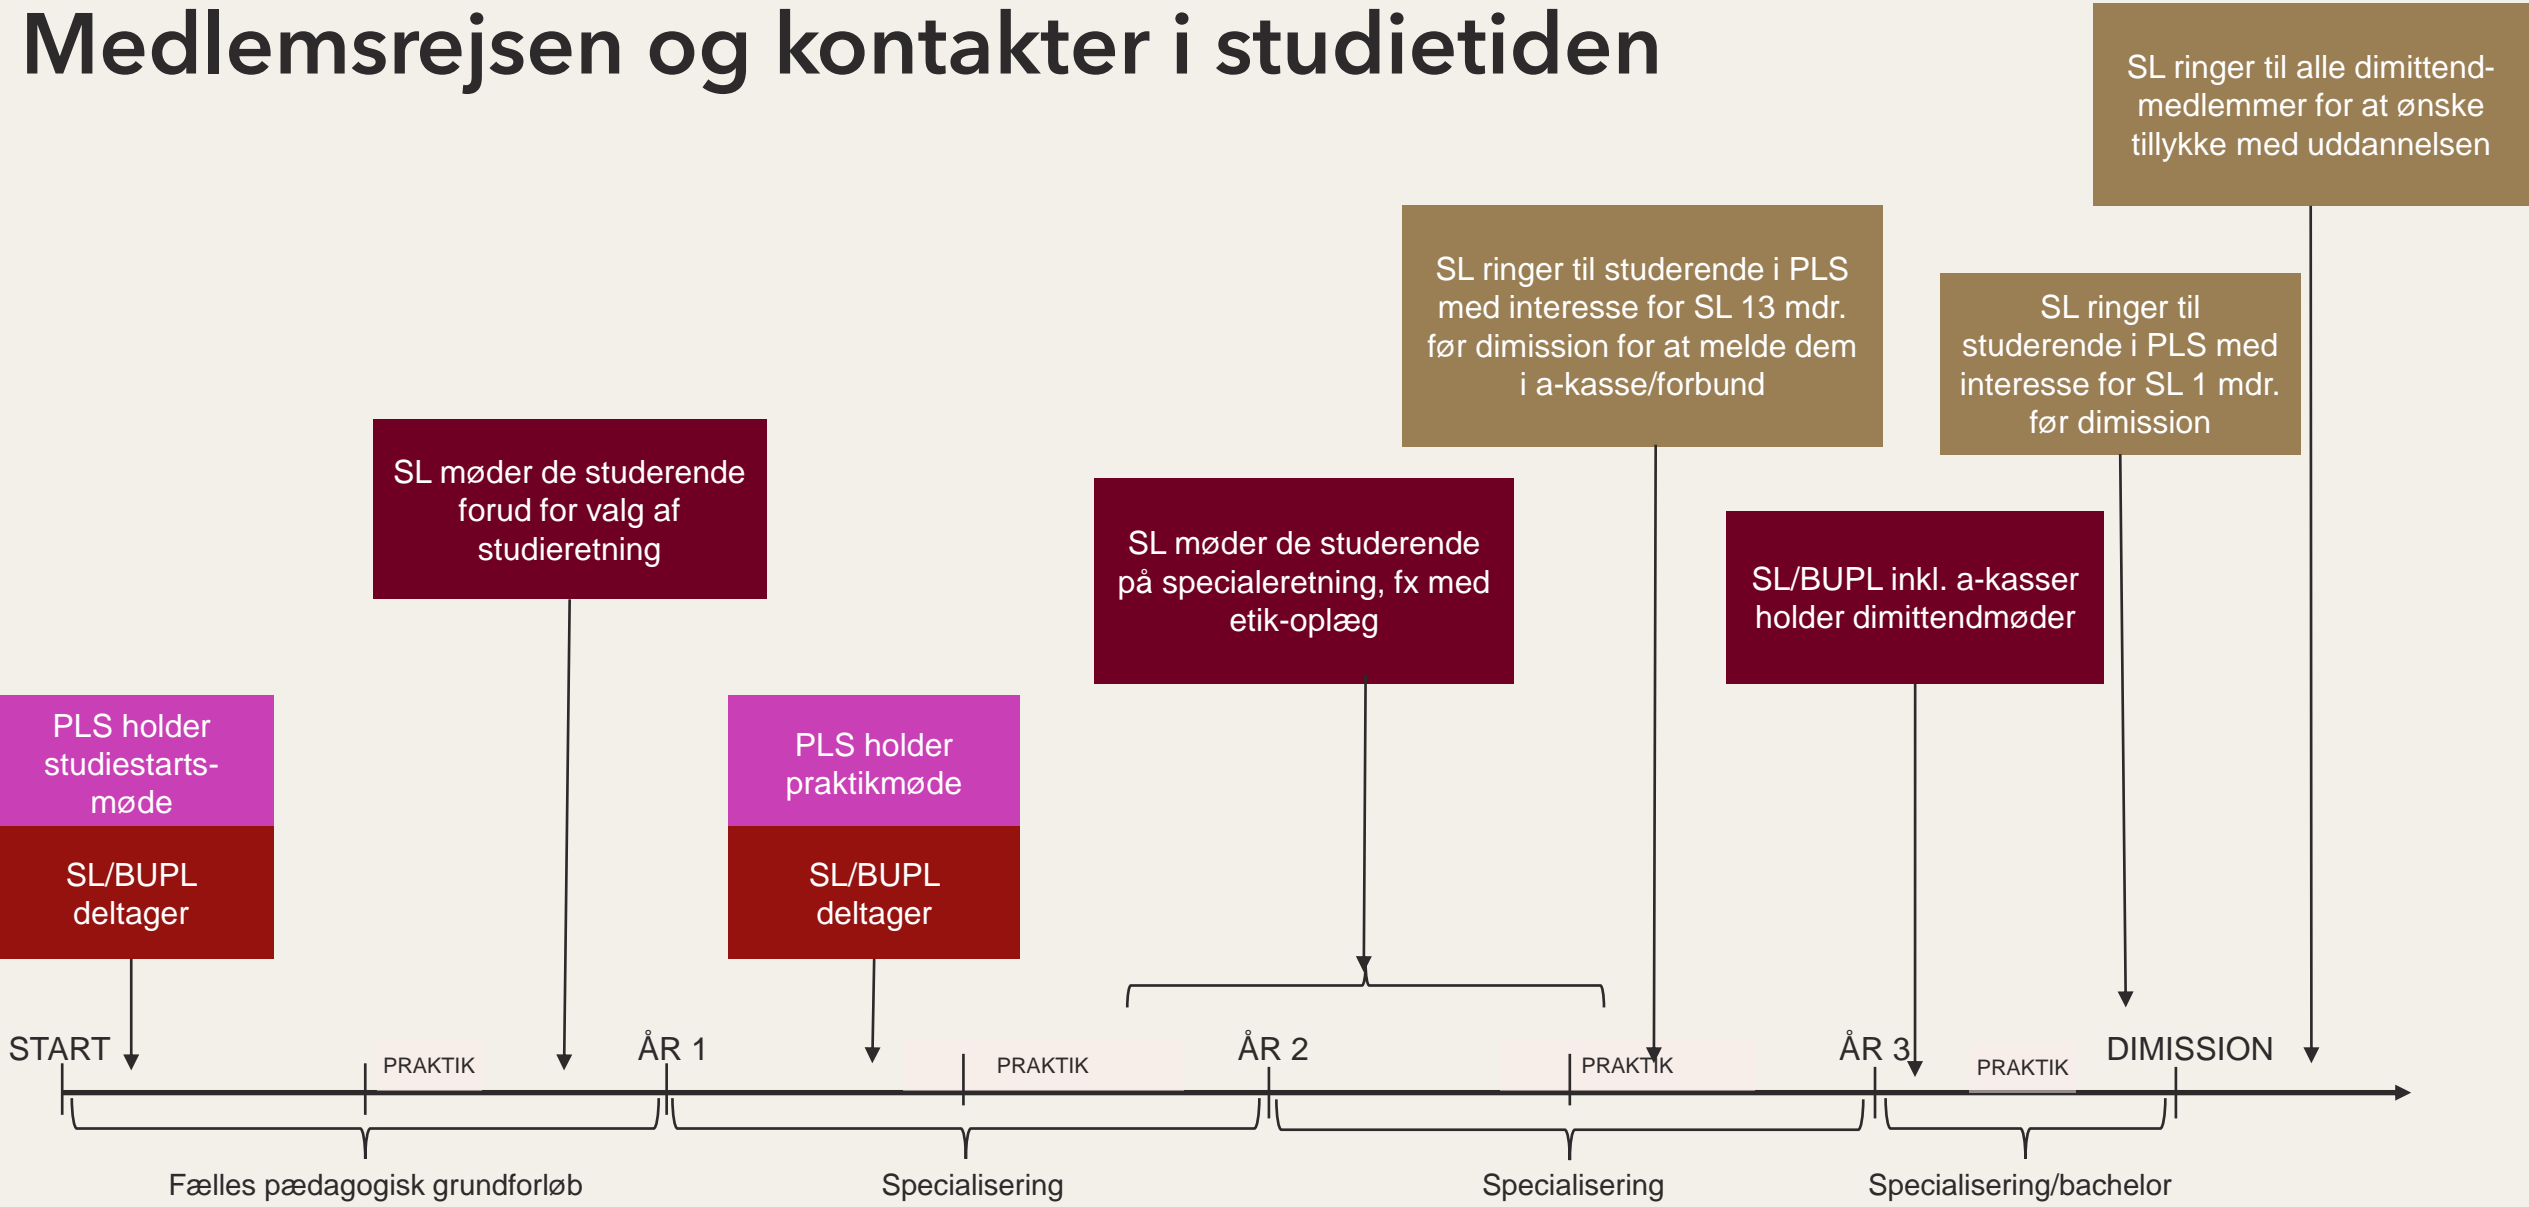 Medlemsrejsen og kontakter i studietiden
SL ringer til alle dimittend-
medlemmer for at ønske
tillykke med uddannelsen
SL ringer til studerende i PLS
med interesse for SL 13 mdr.
før dimission for at melde dem
i a-kasse/forbund
SL ringer til
studerende i PLS med
interesse for SL 1 mdr.
før dimission
SL møder de studerende
forud for valg af
studieretning
SL møder de studerende
på specialeretning, fx med
etik-oplæg
SL/BUPL inkl. a-kasser
holder dimittendmøder
PLS holder
studiestarts-
møde
SL/BUPL
deltager
PLS holder
praktikmøde
SL/BUPL
deltager
START
PRAKTIK
ÅR 1
PRAKTIK
ÅR 2
PRAKTIK
ÅR 3
PRAKTIK
DIMISSION
Fælles pædagogisk grundforløb
Specialisering
Specialisering
Specialisering/bachelor